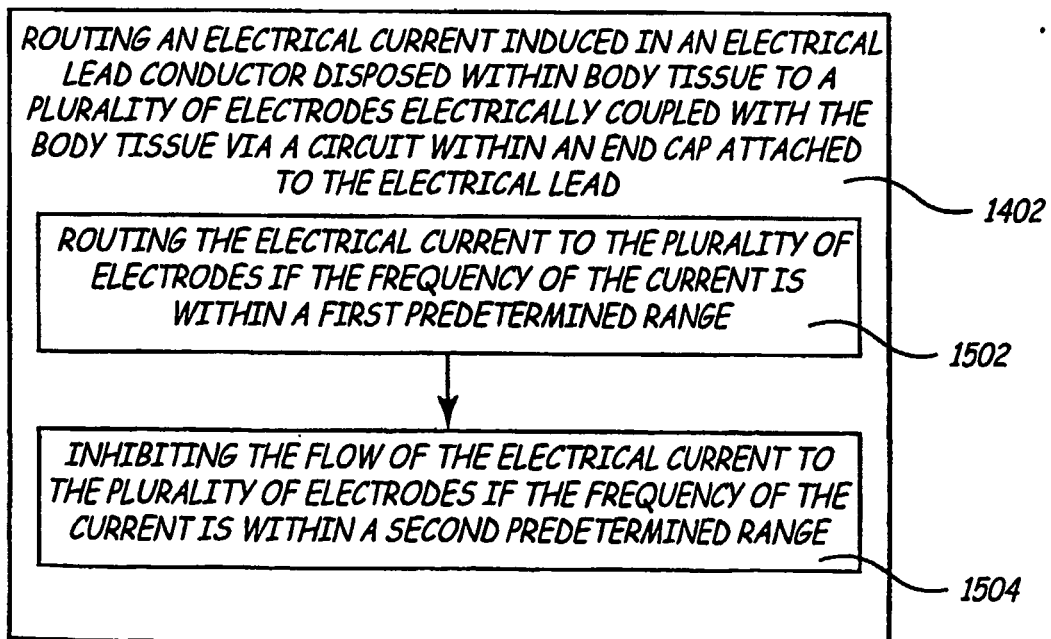 ROUTING AN ELECTRICAL CURRENT INDUCED IN AN ELECTRICAL
LEAD CONDUCTOR DISPOSED WITHIN BODY TISSUE TO A
PLURALITY OF ELECTRODES ELECTRICALLY COUPLED WITH THE
BODY TISSUE VIA A CIRCUIT WITHIN AN END CAP ATTACHED
TO THE ELECTRICAL LEAD
1402
ROUTING THE ELECTRICAL CURRENT TO THE PLURALITY OF
ELECTRODES IF THE FREQUENCY OF THE CURRENT IS
WITHIN A FIRST PREDETERMINED RANGE
1502
INHIBITING THE FLOW OF THE ELECTRICAL CURRENT TO
THE PLURALITY OF ELECTRODES IF THE FREQUENCY OF THE
CURRENT IS WITHIN A SECOND PREDETERMINED RANGE
1504